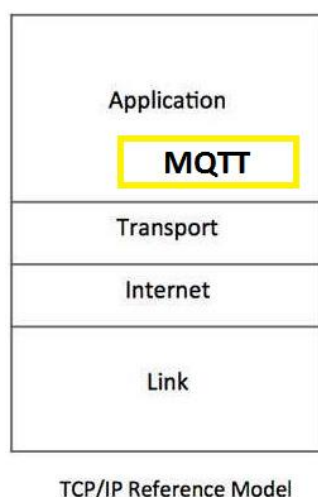 Application
MQTT
Transport
Internet
Link
TCP/IP Reference Model